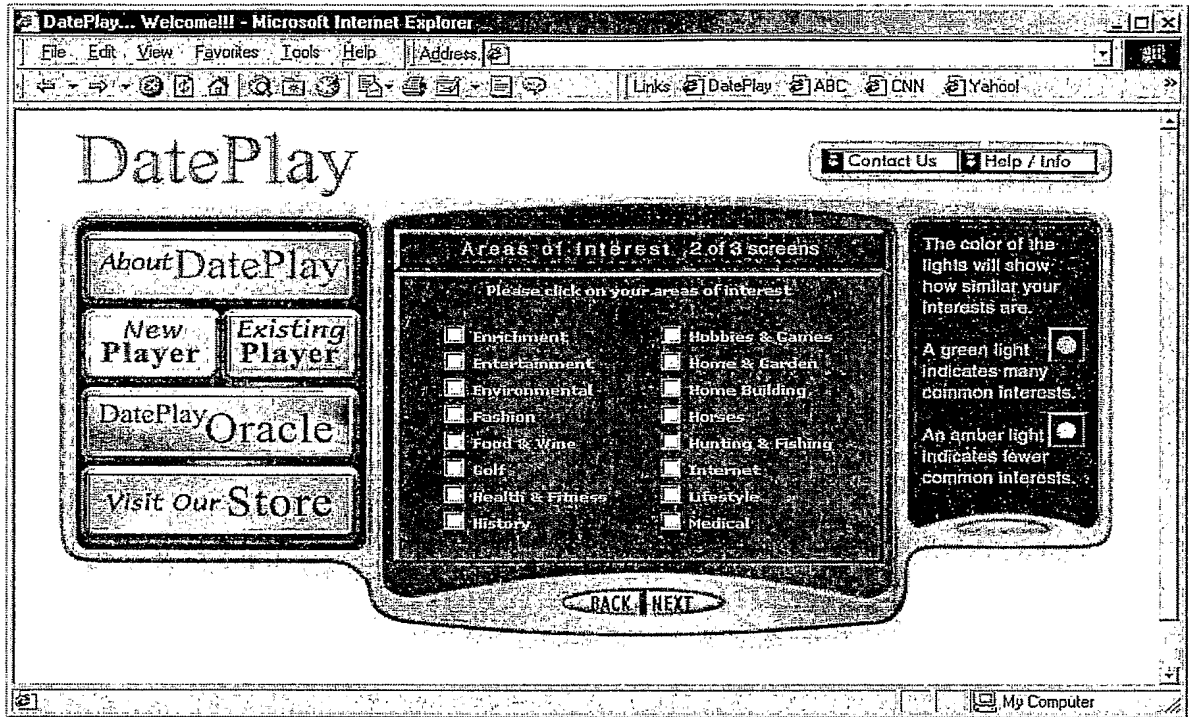 DatePlay... Welcome!!! - Microsoft Internet Explorer
File Edit View Favorites Tools Help Address
Links DatePlay ABC CNN Yahoo!
DatePlay
Contact Us Help / Info
About DatePlay
New Player
Existing Player
DatePlay Oracle
Visit Our Store
Areas of interest 2 of 3 screens
Please click on your areas of interest
Enrichment
Entertainment
Environmental
Fashion
Food & Wine
Golf
Health & Fitness
History
Hobbies & Games
Home & Garden
Home Building
Horses
Hunting & Fishing
Internet
Lifestyle
Medical
BACK NEXT
The color of the
lights will show
how similar your
interests are.
A green light
indicates many
common interests.
An amber light
indicates fewer
common interests.
My Computer